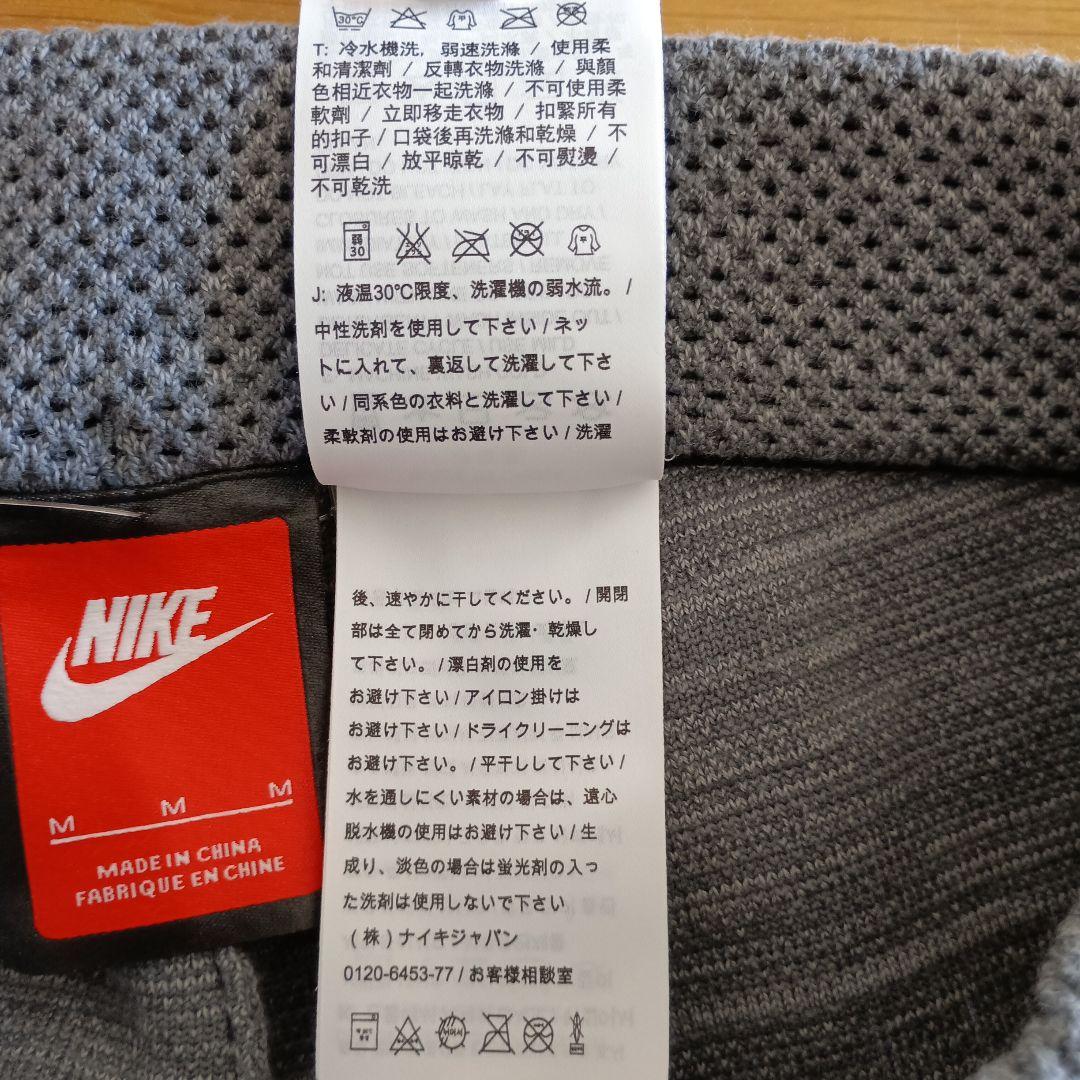 30°C
平
T: 冷水機洗, 弱速洗滌 / 使用柔
和清潔劑 / 反轉衣物洗滌 / 與顏
色相近衣物一起洗滌 / 不可使用柔
軟劑 / 立即移走衣物 / 扣緊所有
的扣子 / 口袋後再洗滌和乾燥 / 不
可漂白 / 放平晾乾 / 不可熨燙 /
不可乾洗
弱
30
平
J: 液温30℃限度、洗濯機の弱水流。 /
中性洗剤を使用して下さい / ネッ
トに入れて、裏返して洗濯して下さ
い / 同系色の衣料と洗濯して下さい /
柔軟剤の使用はお避け下さい / 洗濯
後、速やかに干してください。 / 開閉
部は全て閉めてから洗濯・乾燥し
て下さい。 / 漂白剤の使用を
お避け下さい / アイロン掛けは
お避け下さい / ドライクリーニングは
お避け下さい。 / 平干しして下さい /
水を通しにくい素材の場合は、遠心
脱水機の使用はお避け下さい / 生
成り、淡色の場合は蛍光剤の入っ
た洗剤は使用しないで下さい
(株)ナイキジャパン
0120-6453-77 / お客様相談室
NIKE
M M M
MADE IN CHINA
FABRIQUE EN CHINE